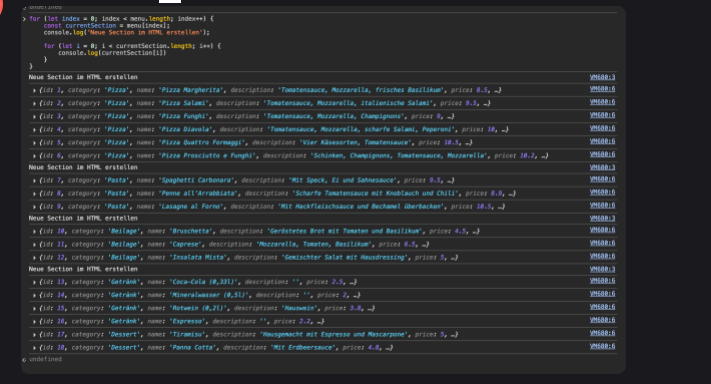 undefined
for (let index = 0; index < menu.length; index++) {
const currentSection = menu[index];
console.log('Neue Section im HTML erstellen');
for (let i = 0; i < currentSection.length; i++) {
console.log(currentSection[i])
}
}
Neue Section im HTML erstellen VM680:3
{id: 1, category: 'Pizza', name: 'Pizza Margherita', description: 'Tomatensauce, Mozzarella, frisches Basilikum', price: 8.5, …} VM680:6
{id: 2, category: 'Pizza', name: 'Pizza Salami', description: 'Tomatensauce, Mozzarella, italienische Salami', price: 9.5, …} VM680:6
{id: 3, category: 'Pizza', name: 'Pizza Funghi', description: 'Tomatensauce, Mozzarella, Champignons', price: 9, …} VM680:6
{id: 4, category: 'Pizza', name: 'Pizza Diavola', description: 'Tomatensauce, Mozzarella, scharfe Salami, Peperoni', price: 10, …} VM680:6
{id: 5, category: 'Pizza', name: 'Pizza Quattro Formaggi', description: 'Vier Käsesorten, Tomatensauce', price: 10.5, …} VM680:6
{id: 6, category: 'Pizza', name: 'Pizza Prosciutto e Funghi', description: 'Schinken, Champignons, Tomatensauce, Mozzarella', price: 10.2, …} VM680:6
Neue Section im HTML erstellen VM680:3
{id: 7, category: 'Pasta', name: 'Spaghetti Carbonara', description: 'Mit Speck, Ei und Sahnesauce', price: 9.5, …} VM680:6
{id: 8, category: 'Pasta', name: 'Penne all'Arrabbiata', description: 'Scharfe Tomatensauce mit Knoblauch und Chili', price: 8.9, …} VM680:6
{id: 9, category: 'Pasta', name: 'Lasagne al Forno', description: 'Mit Hackfleischsauce und Bechamel überbacken', price: 10.5, …} VM680:6
Neue Section im HTML erstellen VM680:3
{id: 10, category: 'Beilage', name: 'Bruschetta', description: 'Geröstetes Brot mit Tomaten und Basilikum', price: 4.5, …} VM680:6
{id: 11, category: 'Beilage', name: 'Caprese', description: 'Mozzarella, Tomaten, Basilikum', price: 6.5, …} VM680:6
{id: 12, category: 'Beilage', name: 'Insalata Mista', description: 'Gemischter Salat mit Hausdressing', price: 5, …} VM680:6
Neue Section im HTML erstellen VM680:3
{id: 13, category: 'Getränk', name: 'Coca-Cola (0,33l)', description: '', price: 2.5, …} VM680:6
{id: 14, category: 'Getränk', name: 'Mineralwasser (0,5l)', description: '', price: 2, …} VM680:6
{id: 15, category: 'Getränk', name: 'Rotwein (0,2l)', description: 'Hauswein', price: 3.8, …} VM680:6
{id: 16, category: 'Getränk', name: 'Espresso', description: '', price: 2.2, …} VM680:6
{id: 17, category: 'Dessert', name: 'Tiramisu', description: 'Hausgemacht mit Espresso und Mascarpone', price: 5, …} VM680:6
{id: 18, category: 'Dessert', name: 'Panna Cotta', description: 'Mit Erdbeersauce', price: 4.8, …} VM680:6
undefined